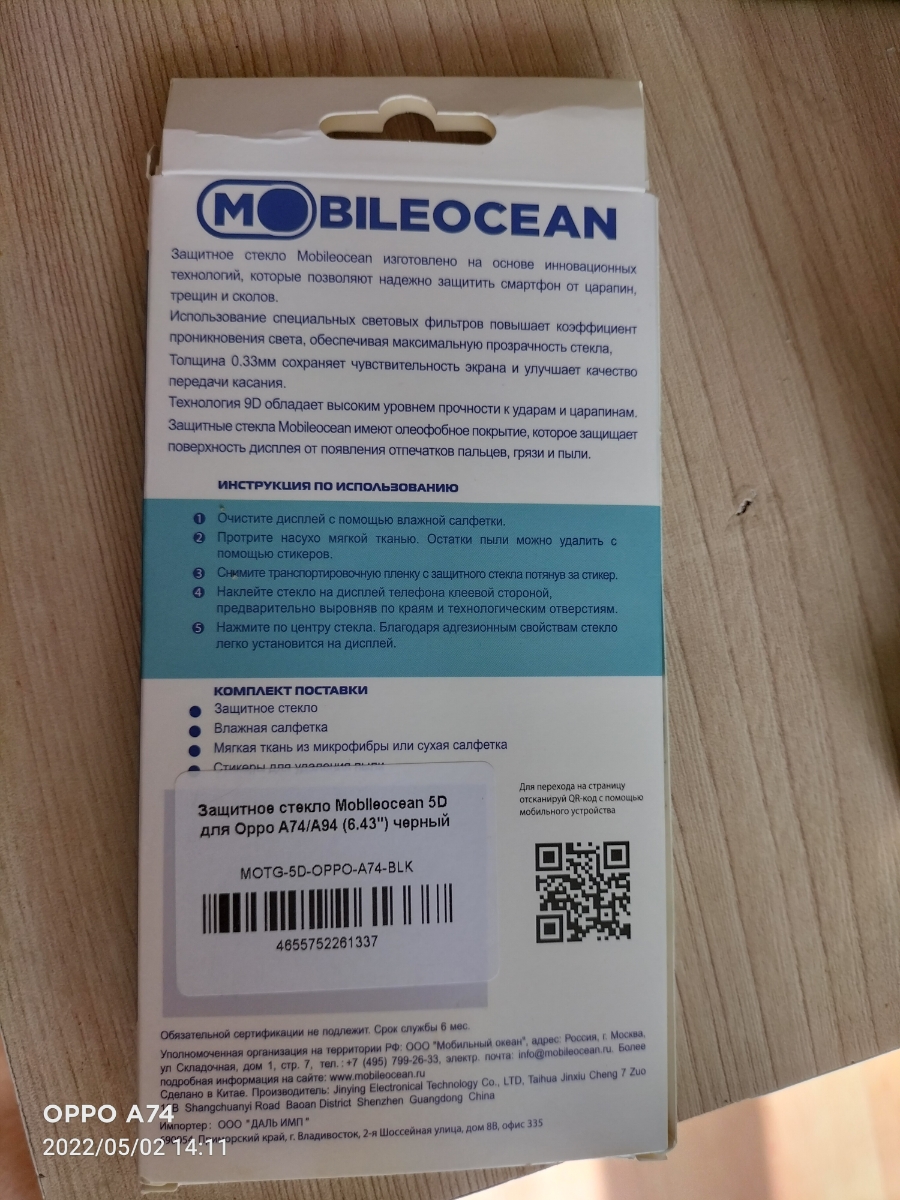 MOBILEOCEAN
Защитное стекло Mobileocean изготовлено на основе инновационных
технологий, которые позволяют надежно защитить смартфон от царапин,
трещин и сколов.
Использование специальных световых фильтров повышает коэффициент
проникновения света, обеспечивая максимальную прозрачность стекла,
Толщина 0.33мм сохраняет чувствительность экрана и улучшает качество
передачи касания.
Технология 9D обладает высоким уровнем прочности к ударам и царапинам.
Защитные стекла Mobileocean имеют олеофобное покрытие, которое защищает
поверхность дисплея от появления отпечатков пальцев, грязи и пыли.
ИНСТРУКЦИЯ ПО ИСПОЛЬЗОВАНИЮ
1 Очистите дисплей с помощью влажной салфетки.
2 Протрите насухо мягкой тканью. Остатки пыли можно удалить с
помощью стикеров.
3 Снимите транспортировочную пленку с защитного стекла потянув за стикер.
4 Наклейте стекло на дисплей телефона клеевой стороной,
предварительно выровняв по краям и технологическим отверстиям.
5 Нажмите по центру стекла. Благодаря адгезионным свойствам стекло
легко установится на дисплей.
КОМПЛЕКТ ПОСТАВКИ
Защитное стекло
Влажная салфетка
Мягкая ткань из микрофибры или сухая салфетка
Стикеры для удаления пыли
Защитное стекло Mobileocean 5D
для Oppo A74/A94 (6.43") черный
MOTG-5D-OPPO-A74-BLK
4655752261337
Для перехода на страницу
отсканируй QR-код с помощью
мобильного устройства
Обязательной сертификации не подлежит. Срок службы 6 мес.
Уполномоченная организация на территории РФ: ООО "Мобильный океан", адрес: Россия, г. Москва,
ул Складочная, дом 1, стр. 7, тел.:+7 (495) 799-26-33, электр. почта: info@mobileocean.ru. Более
подробная информация на сайте: www.mobileocean.ru
Сделано в Китае. Производитель: Jinying Electronical Technology Co., LTD, Taihua Jinxiu Cheng 7 Zuo
B Shangchuanyi Road Baoan District Shenzhen Guangdong China
Импортер: ООО "ДАЛЬ ИМП"
Приморский край, г. Владивосток, 2-я Шоссейная улица, дом 8В, офис 335
OPPO A74
2022/05/02 14:11